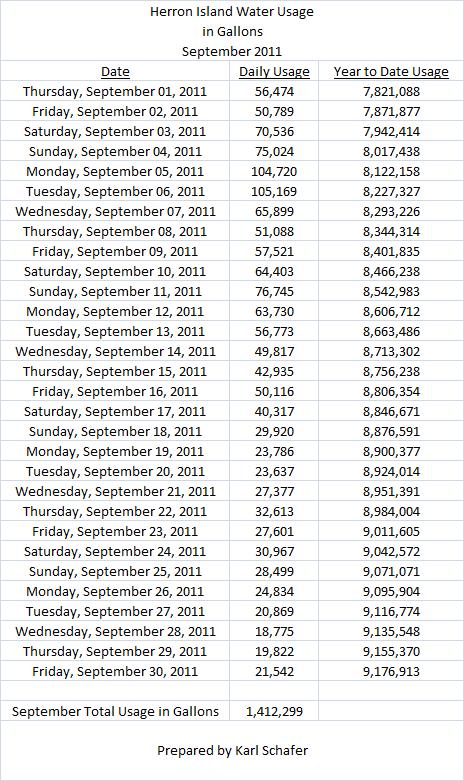 Herron Island Water Usage
in Gallons
September 2011
Date Daily Usage Year to Date Usage
Thursday, September 01, 2011 56,474 7,821,088
Friday, September 02, 2011 50,789 7,871,877
Saturday, September 03, 2011 70,536 7,942,414
Sunday, September 04, 2011 75,024 8,017,438
Monday, September 05, 2011 104,720 8,122,158
Tuesday, September 06, 2011 105,169 8,227,327
Wednesday, September 07, 2011 65,899 8,293,226
Thursday, September 08, 2011 51,088 8,344,314
Friday, September 09, 2011 57,521 8,401,835
Saturday, September 10, 2011 64,403 8,466,238
Sunday, September 11, 2011 76,745 8,542,983
Monday, September 12, 2011 63,730 8,606,712
Tuesday, September 13, 2011 56,773 8,663,486
Wednesday, September 14, 2011 49,817 8,713,302
Thursday, September 15, 2011 42,935 8,756,238
Friday, September 16, 2011 50,116 8,806,354
Saturday, September 17, 2011 40,317 8,846,671
Sunday, September 18, 2011 29,920 8,876,591
Monday, September 19, 2011 23,786 8,900,377
Tuesday, September 20, 2011 23,637 8,924,014
Wednesday, September 21, 2011 27,377 8,951,391
Thursday, September 22, 2011 32,613 8,984,004
Friday, September 23, 2011 27,601 9,011,605
Saturday, September 24, 2011 30,967 9,042,572
Sunday, September 25, 2011 28,499 9,071,071
Monday, September 26, 2011 24,834 9,095,904
Tuesday, September 27, 2011 20,869 9,116,774
Wednesday, September 28, 2011 18,775 9,135,548
Thursday, September 29, 2011 19,822 9,155,370
Friday, September 30, 2011 21,542 9,176,913
September Total Usage in Gallons 1,412,299
Prepared by Karl Schafer